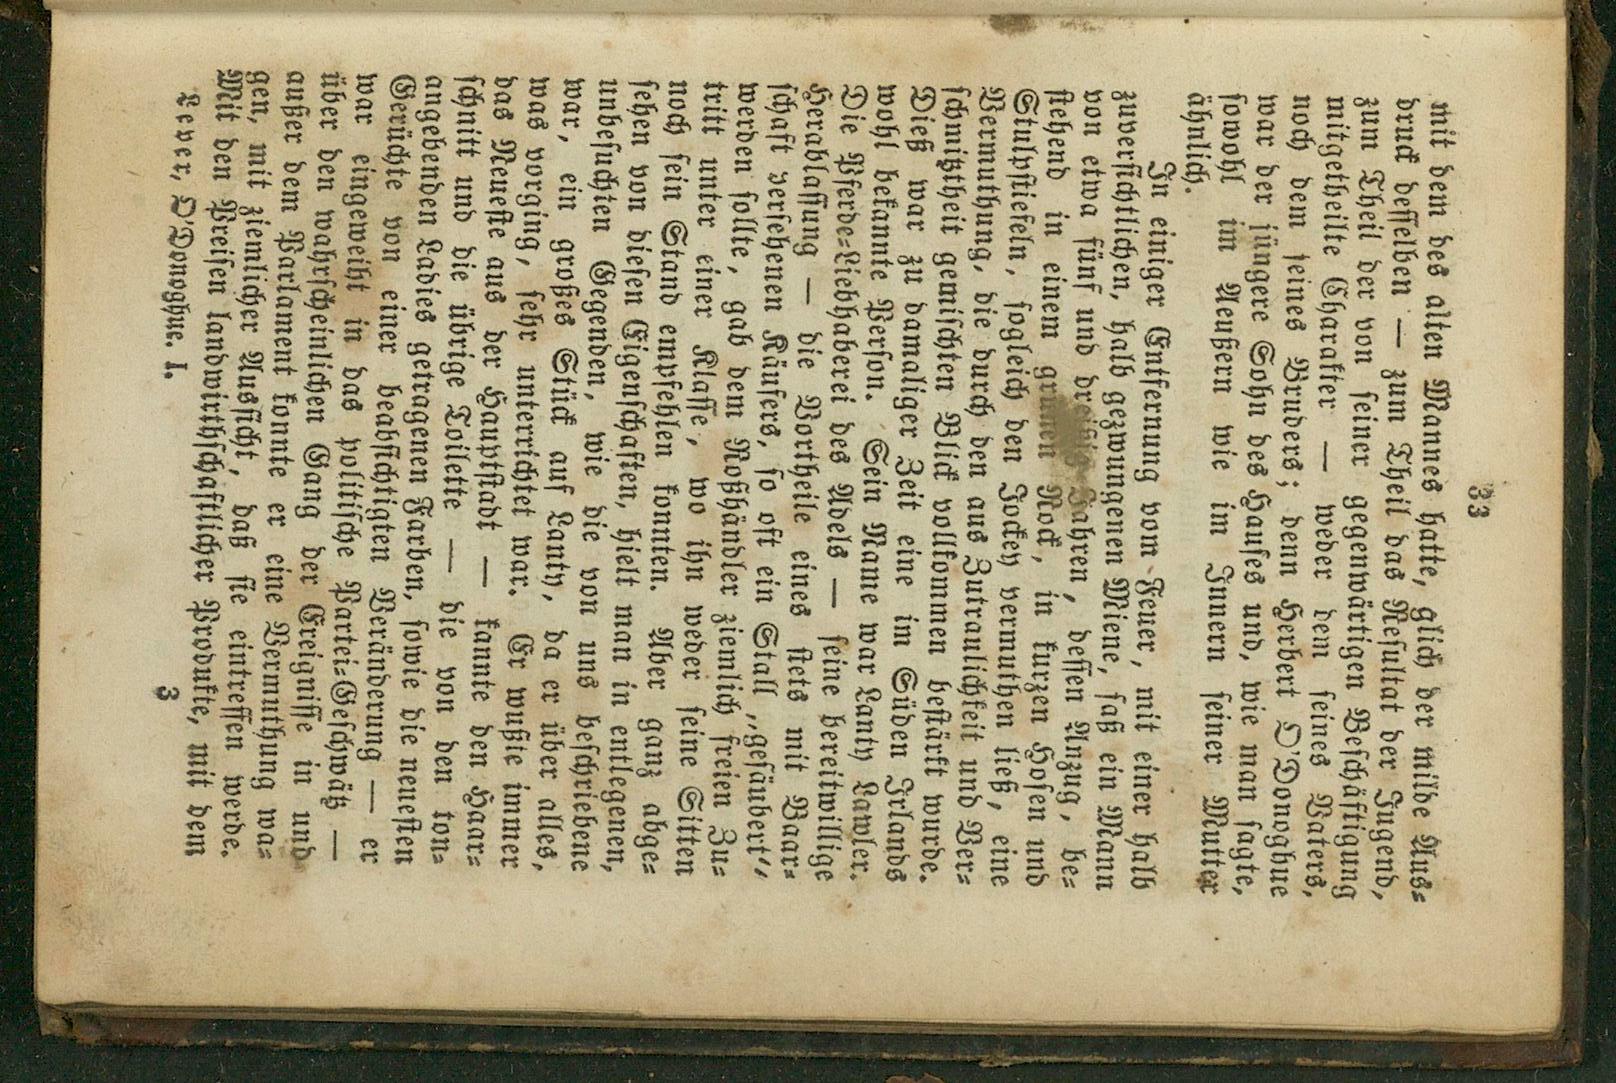 33
mit dem des alten Mannes hatte, glich der milde Aus-
druck desselben — zum Theil das Resultat der Jugend,
zum Theil der von seiner gegenwärtigen Beschäftigung
mitgetheilte Charakter — weder dem seines Vaters,
noch dem seines Bruders; denn Herbert O'Donoghue
war der jüngere Sohn des Hauses und, wie man sagte,
sowohl im Aeußern wie im Innern seiner Mutter
ähnlich.
In einiger Entfernung vom Feuer, mit einer halb
zuversichtlichen, halb gezwungenen Miene, saß ein Mann
von etwa fünf und dreißig Jahren, dessen Anzug, be-
stehend in einem grünen Rock, in kurzen Hosen und
Stulpstiefeln, sogleich den Jockey vermuthen ließ, eine
Vermuthung, die durch den aus Zutraulichkeit und Ver-
schmitztheit gemischten Blick vollkommen bestärkt wurde.
Dieß war zu damaliger Zeit eine im Süden Irlands
wohl bekannte Person. Sein Name war Lanty Lawler.
Die Pferde-Liebhaberei des Adels — seine bereitwillige
Herablassung — die Vortheile eines stets mit Baar-
schaft versehenen Käufers, so oft ein Stall „gesäubert“
werden sollte, gab dem Roßhändler ziemlich freien Zu-
tritt unter einer Klasse, wo ihn weder seine Sitten
noch sein Stand empfehlen konnten. Aber ganz abge-
sehen von diesen Eigenschaften, hielt man in entlegenen,
unbesuchten Gegenden, wie die von uns beschriebene
war, ein großes Stück auf Lanty, da er über alles,
was vorging, sehr unterrichtet war. Er wußte immer
das Neueste aus der Hauptstadt — kannte den Haar-
schnitt und die übrige Toilette — die von den ton-
angebenden Ladies getragenen Farben, sowie die neuesten
Gerüchte von einer beabsichtigten Veränderung — er
war eingeweiht in das politische Partei-Geschwätz —
über den wahrscheinlichen Gang der Ereignisse in und
außer dem Parlament konnte er eine Vermuthung wa-
gen, mit ziemlicher Aussicht, daß sie eintreffen werde.
Mit den Preisen landwirthschaftlicher Produkte, mit dem
Lever, O'Donoghue. I. 3